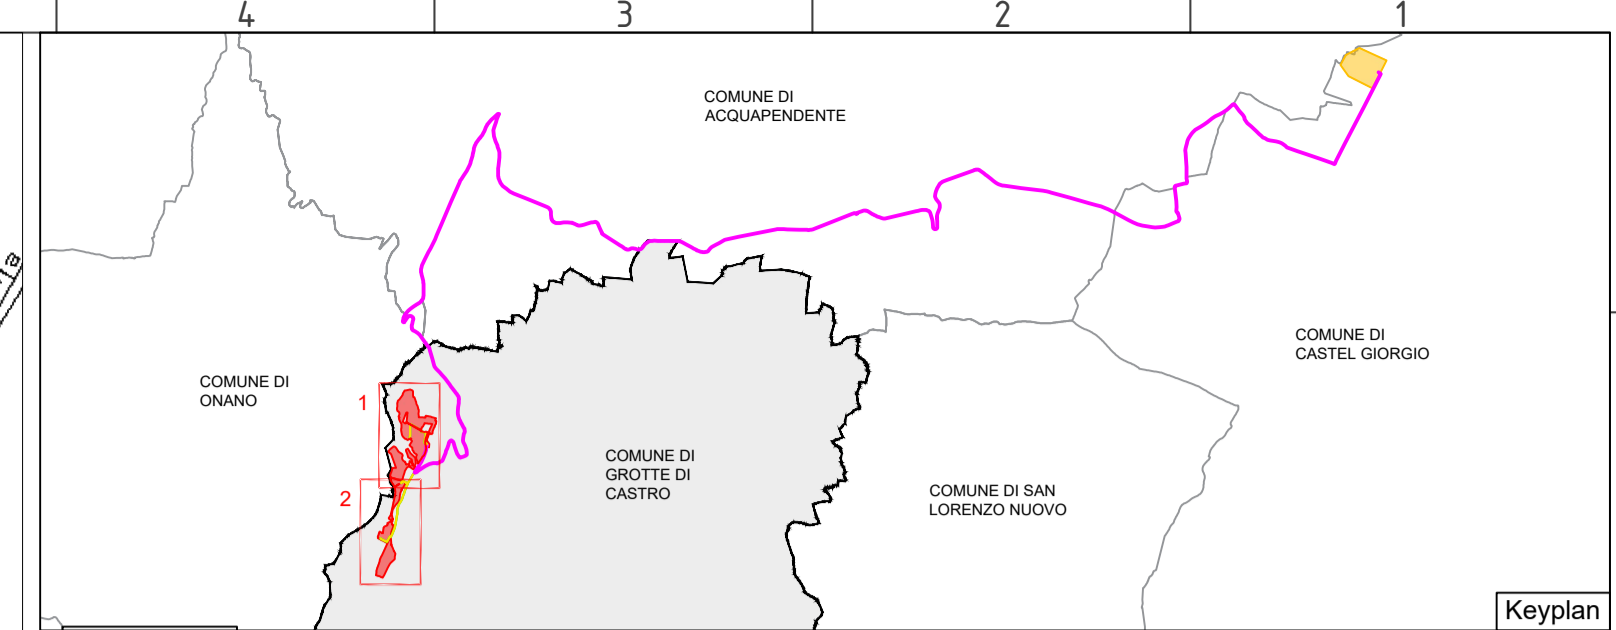 4 3 2 1
COMUNE DI
ACQUAPENDENTE
COMUNE DI
CASTEL GIORGIO
COMUNE DI
ONANO
1
COMUNE DI
GROTTE DI
CASTRO
2
COMUNE DI SAN
LORENZO NUOVO
Keyplan